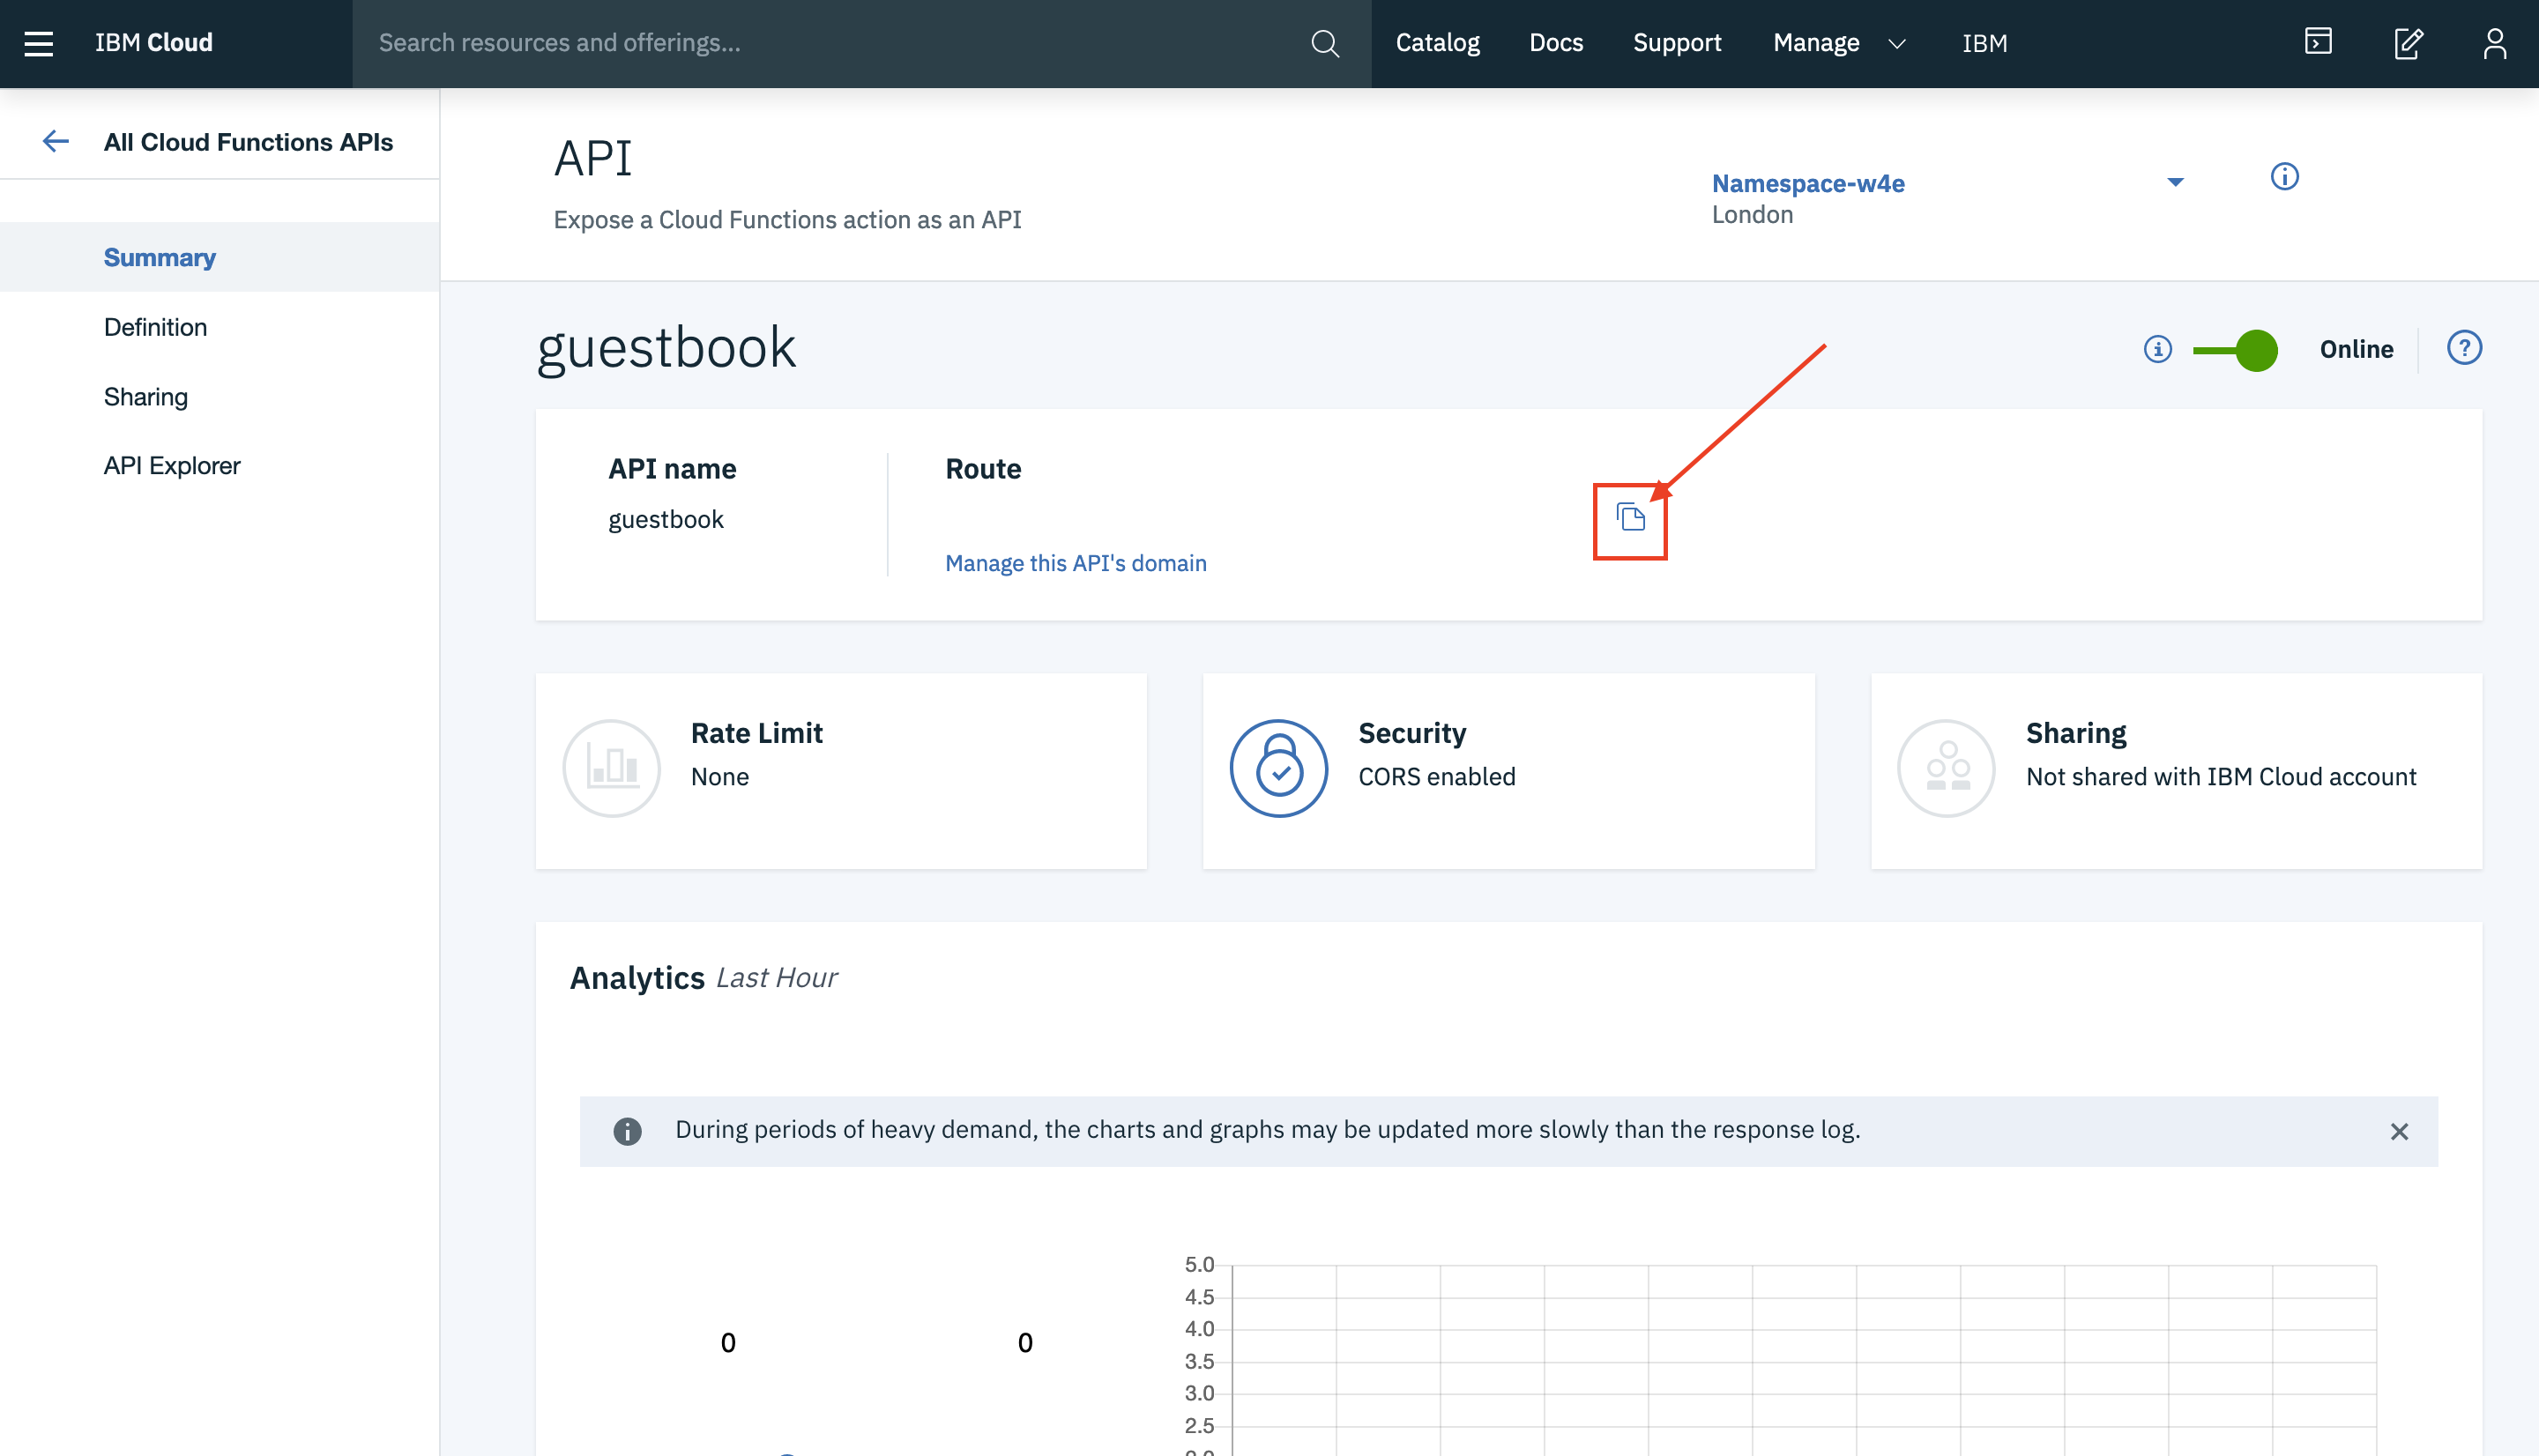 IBM Cloud
Search resources and offerings...
Catalog
Docs
Support
Manage
IBM
All Cloud Functions APIs
Summary
Definition
Sharing
API Explorer
API
Expose a Cloud Functions action as an API
Namespace-w4e
London
guestbook
Online
API name
guestbook
Route
Manage this API's domain
Rate Limit
None
Security
CORS enabled
Sharing
Not shared with IBM Cloud account
Analytics Last Hour
During periods of heavy demand, the charts and graphs may be updated more slowly than the response log.
0
0
5.0
4.5
4.0
3.5
3.0
2.5